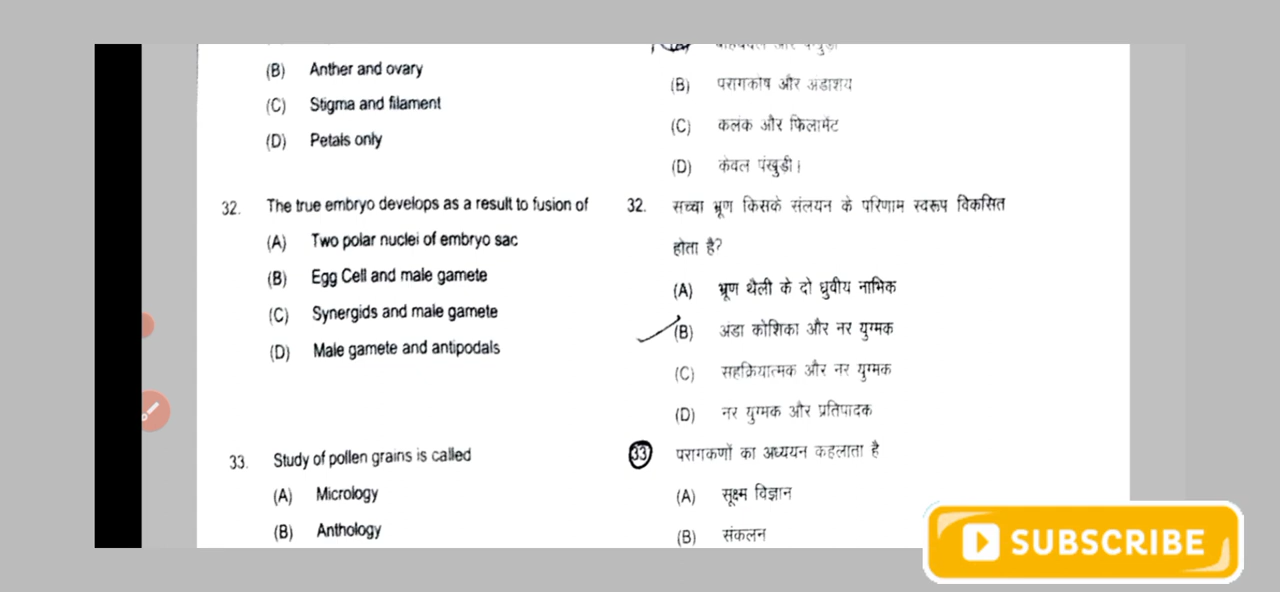 (B) Anther and ovary
(C) Stigma and filament
(D) Petals only
32. The true embryo develops as a result to fusion of
(A) Two polar nuclei of embryo sac
(B) Egg Cell and male gamete
(C) Synergids and male gamete
(D) Male gamete and antipodals
33. Study of pollen grains is called
(A) Micrology
(B) Anthology
(B) परागकोष और अंडाशय
(C) कलंक और फिलामेंट
(D) केवल पंखुडी।
32. सच्चा भ्रूण किसके संलयन के परिणाम स्वरूप विकसित
होता है?
(A) भ्रूण थैली के दो ध्रुवीय नाभिक
(B) अंडा कोशिका और नर युग्मक
(C) सहक्रियात्मक और नर युग्मक
(D) नर युग्मक और प्रतिपादक
33 परागकणों का अध्ययन कहलाता है
(A) सूक्ष्म विज्ञान
(B) संकलन
SUBSCRIBE